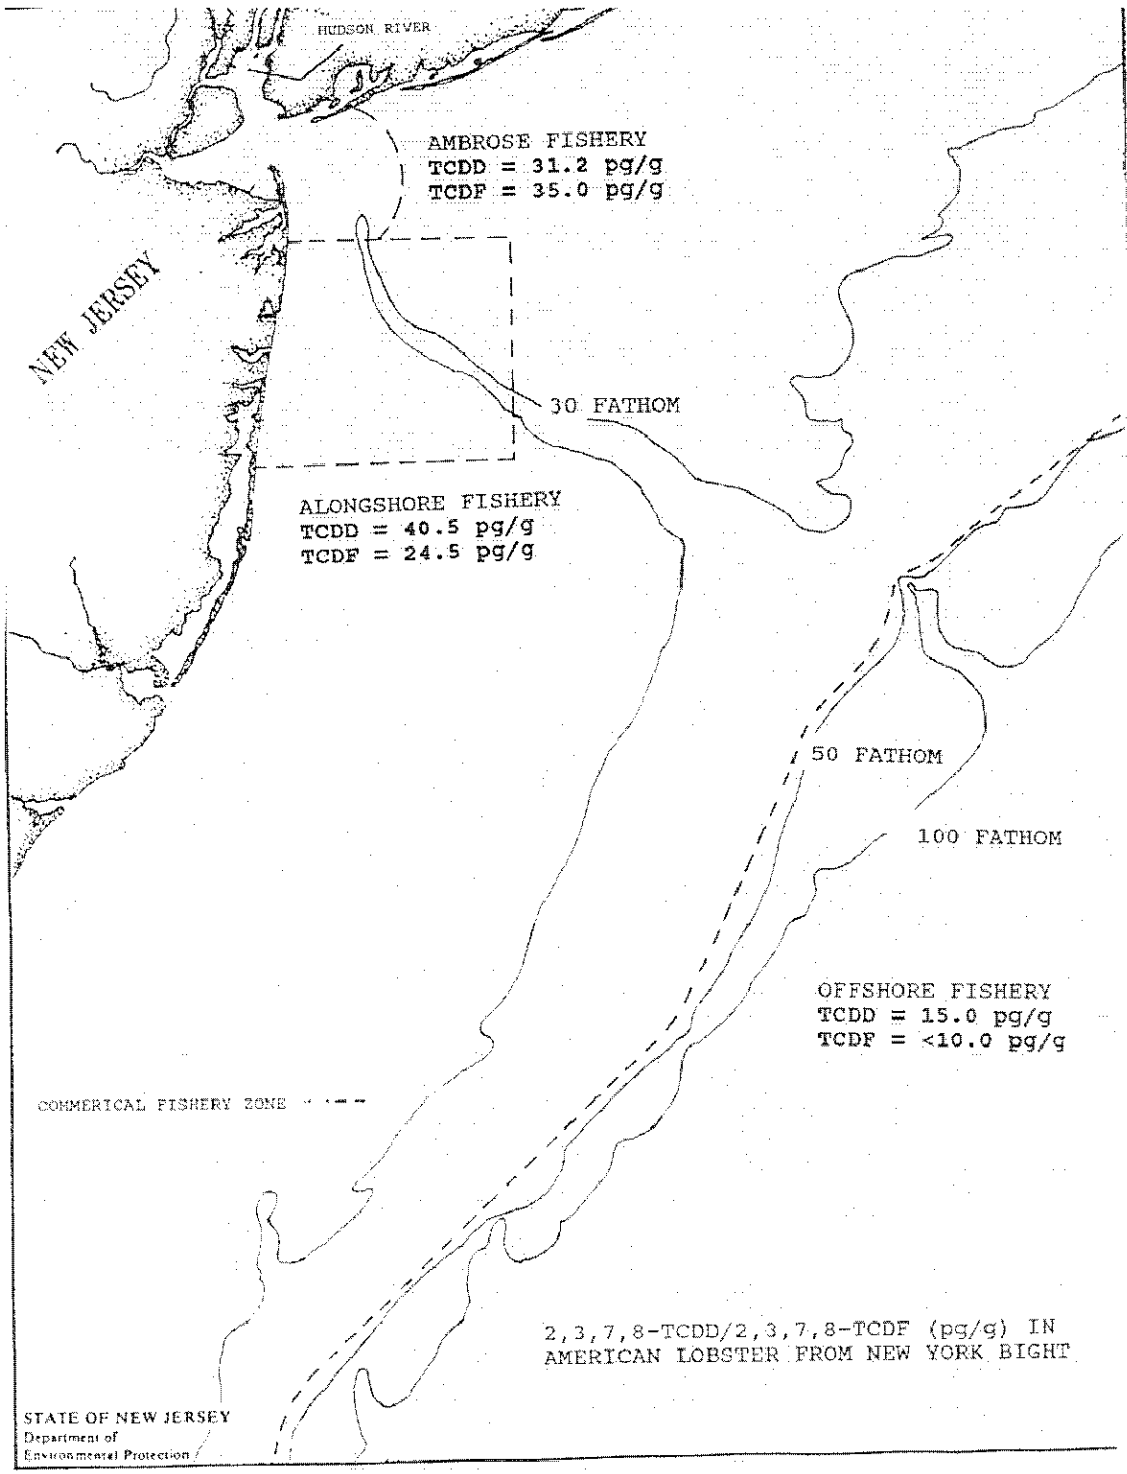 HUDSON RIVER
AMBROSE FISHERY
TCDD = 31.2 pg/g
TCDF = 35.0 pg/g
NEW JERSEY
30 FATHOM
ALONGSHORE FISHERY
TCDD = 40.5 pg/g
TCDF = 24.5 pg/g
50 FATHOM
100 FATHOM
OFFSHORE FISHERY
TCDD = 15.0 pg/g
TCDF = <10.0 pg/g
COMMERICAL FISHERY ZONE
2,3,7,8-TCDD/2,3,7,8-TCDF (pg/g) IN
AMERICAN LOBSTER FROM NEW YORK BIGHT
STATE OF NEW JERSEY
Department of
Environmental Protection